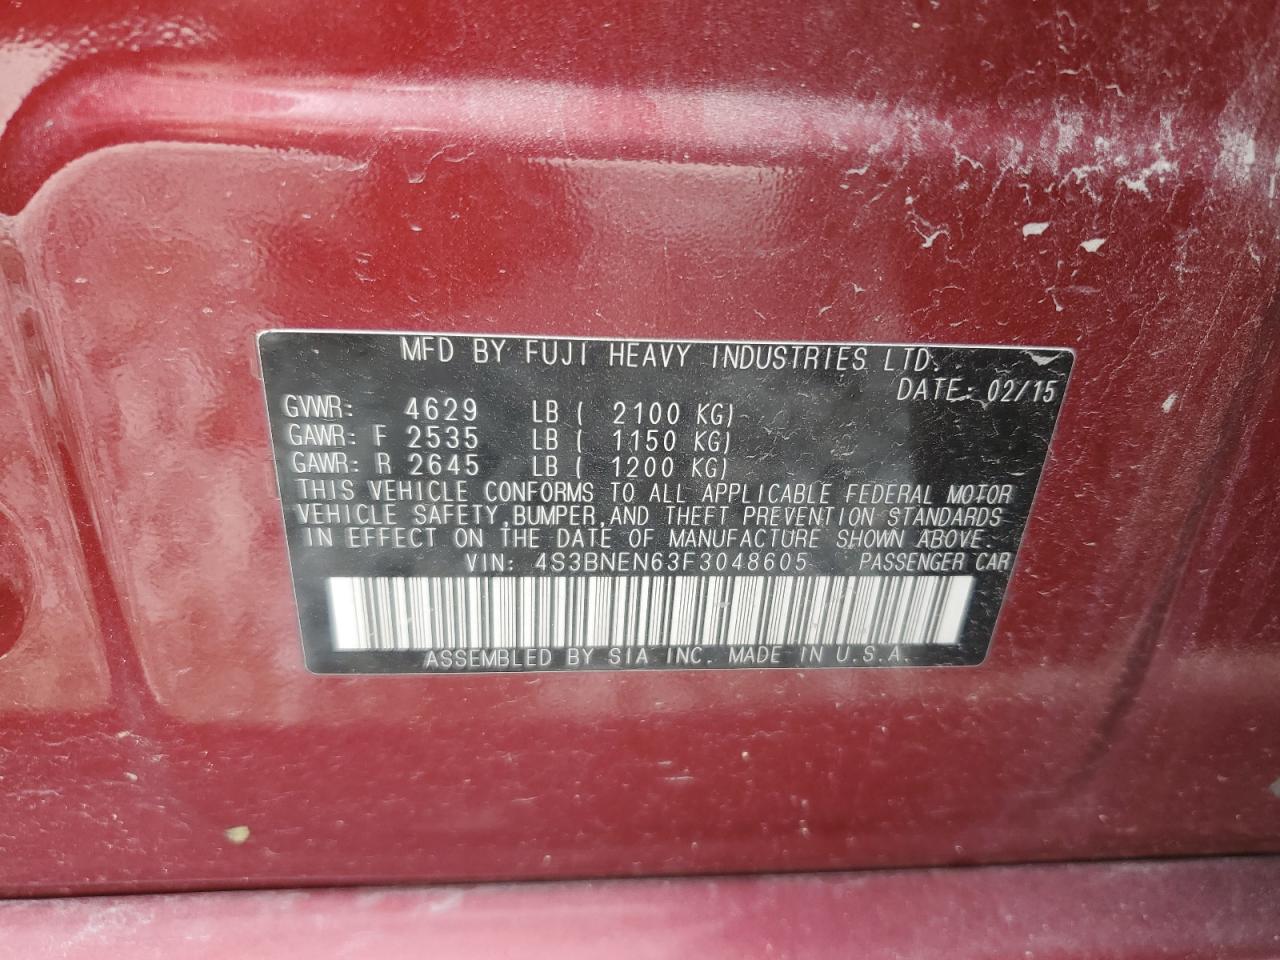 MFD BY FUJI HEAVY INDUSTRIES LTD.
DATE: 02/15
GVWR: 4629 LB ( 2100 KG)
GAWR: F 2535 LB ( 1150 KG)
GAWR: R 2645 LB ( 1200 KG)
THIS VEHICLE CONFORMS TO ALL APPLICABLE FEDERAL MOTOR
VEHICLE SAFETY,BUMPER,AND THEFT PREVENTION STANDARDS
IN EFFECT ON THE DATE OF MANUFACTURE SHOWN ABOVE.
VIN: 4S3BNEN63F3048605 PASSENGER CAR
ASSEMBLED BY SIA INC. MADE IN U.S.A.